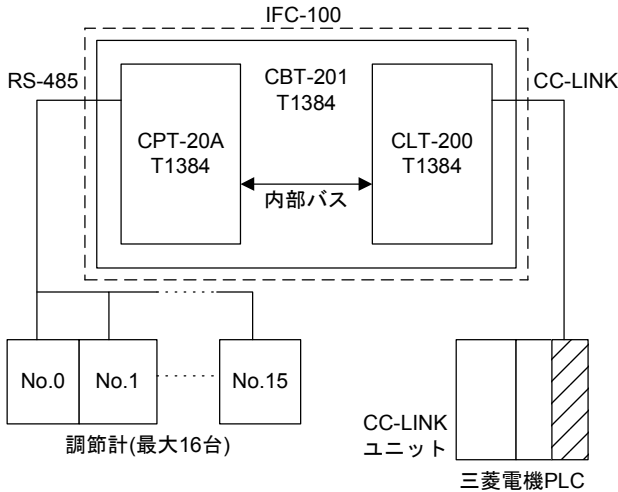 IFC-100
RS-485
CBT-201
T1384
CC-LINK
CPT-20A
T1384
CLT-200
T1384
内部バス
No.0
No.1
No.15
調節計(最大16台)
CC-LINK
ユニット
三菱電機PLC